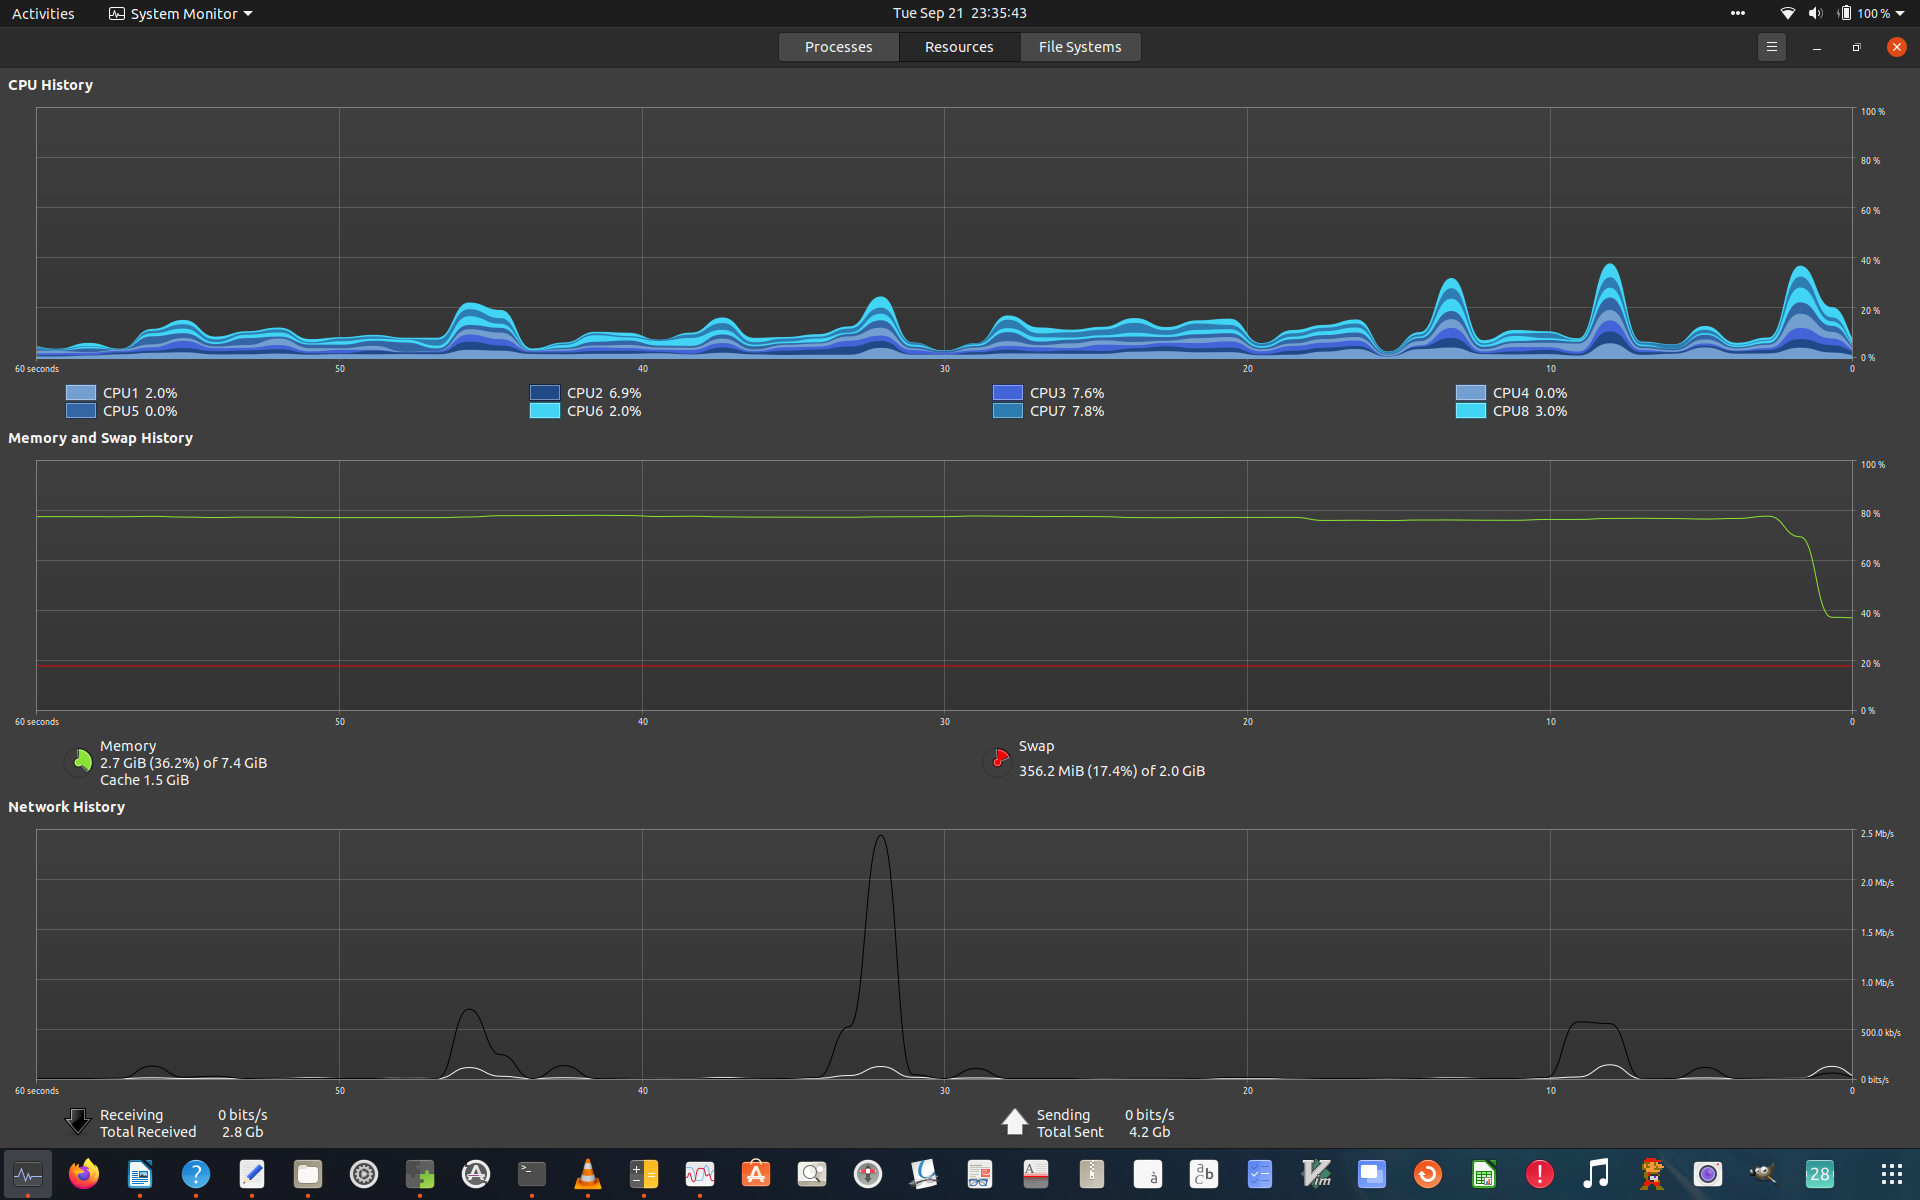 Activities System Monitor Tue Sep 21 23:35:43 100 %
Processes Resources File Systems
CPU History
100 %
80 %
60 %
40 %
20 %
0 %
60 seconds 50 40 30 20 10 0
CPU1 2.0% CPU2 6.9% CPU3 7.6% CPU4 0.0%
CPU5 0.0% CPU6 2.0% CPU7 7.8% CPU8 3.0%
Memory and Swap History
100 %
80 %
60 %
40 %
20 %
0 %
60 seconds 50 40 30 20 10 0
Memory
2.7 GiB (36.2%) of 7.4 GiB
Cache 1.5 GiB
Swap
356.2 MiB (17.4%) of 2.0 GiB
Network History
2.5 Mb/s
2.0 Mb/s
1.5 Mb/s
1.0 Mb/s
500.0 kb/s
0 bits/s
60 seconds 50 40 30 20 10 0
Receiving 0 bits/s
Total Received 2.8 Gb
Sending 0 bits/s
Total Sent 4.2 Gb
? >_ A A à a b c Vim ! 28